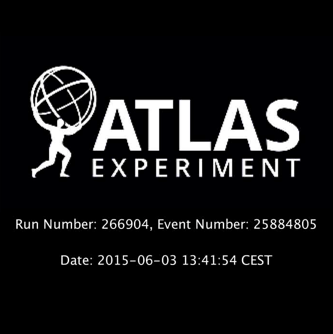 ATLAS
EXPERIMENT
Run Number: 266904, Event Number: 25884805
Date: 2015-06-03 13:41:54 CEST